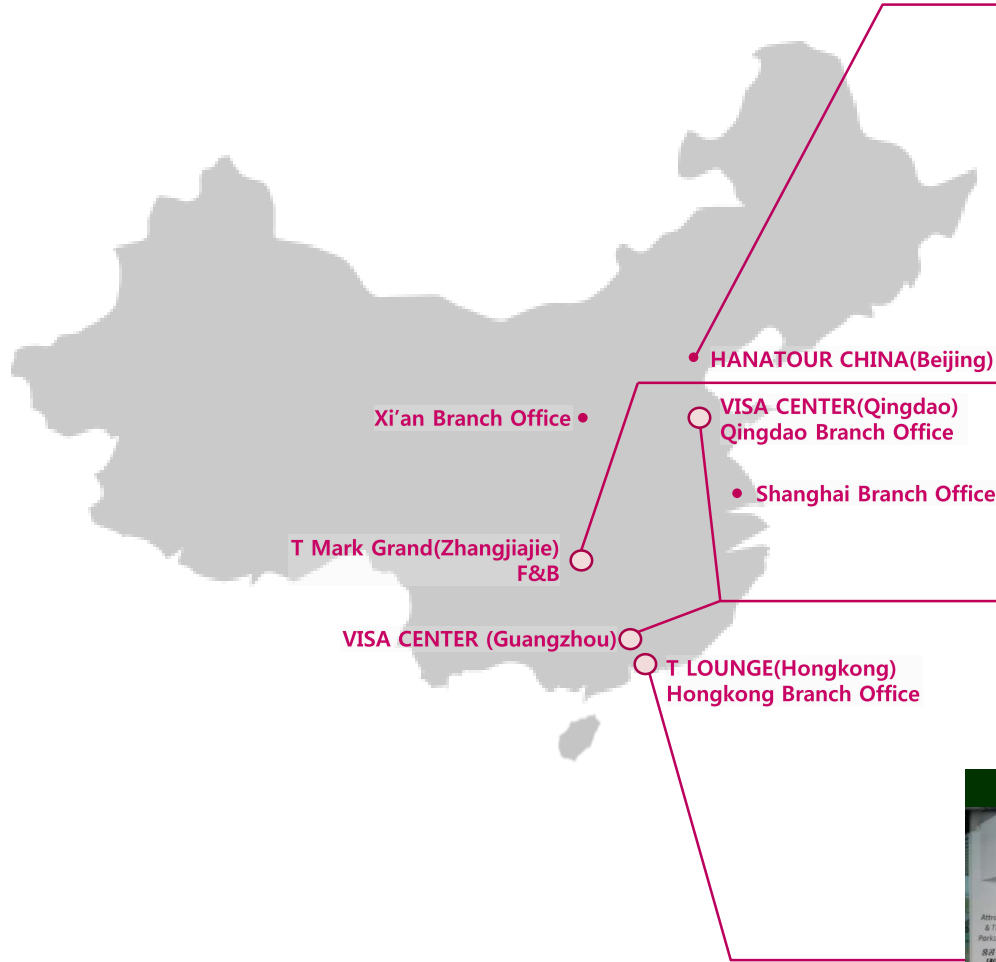 HANATOUR CHINA(Beijing)
Xi’an Branch Office
VISA CENTER(Qingdao)
Qingdao Branch Office
Shanghai Branch Office
T Mark Grand(Zhangjiajie)
F&B
VISA CENTER (Guangzhou)
T LOUNGE(Hongkong)
Hongkong Branch Office